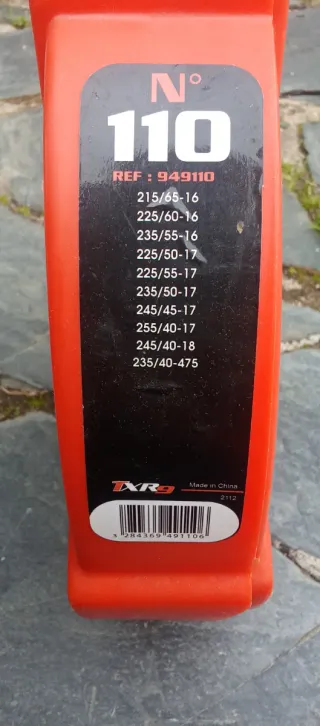 N°
110
REF : 949110
215/65-16
225/60-16
235/55-16
225/50-17
225/55-17
235/50-17
245/45-17
255/40-17
245/40-18
235/40-475
TXR9
Made in China
2112
3 284369 491106